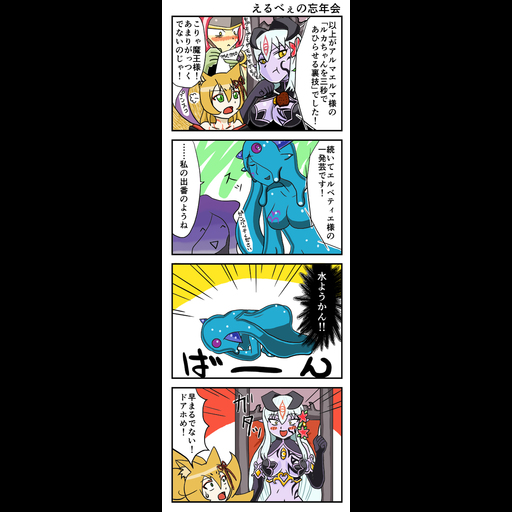 えるべぇの忘年会
以上がアルマエルマ様の
「ルカちゃんを三秒で
あひらせる裏技」でした！
こりゃ魔王様！
あまりがっつく
でないのじゃ！
続いてエルベティエ様の
一発芸です！
スッ
……私の出番のようね
水ようかん!!
ばーん
ガタッ
早まるでない！
ドアホめ！